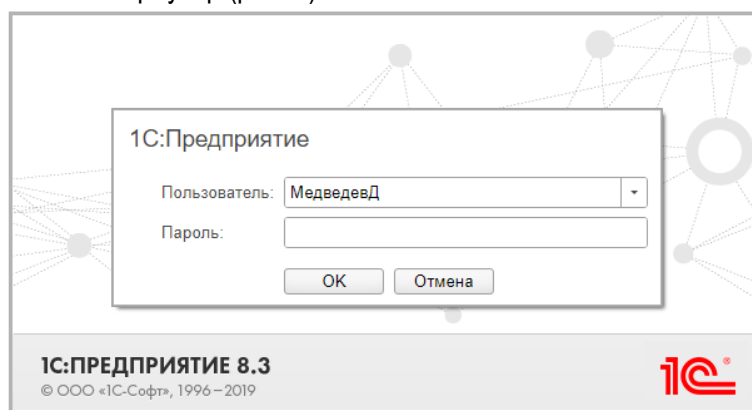 1С:Предприятие
Пользователь: МедведевД
Пароль:
OK Отмена
1С:ПРЕДПРИЯТИЕ 8.3
© ООО «1С-Софт», 1996–2019
1С®